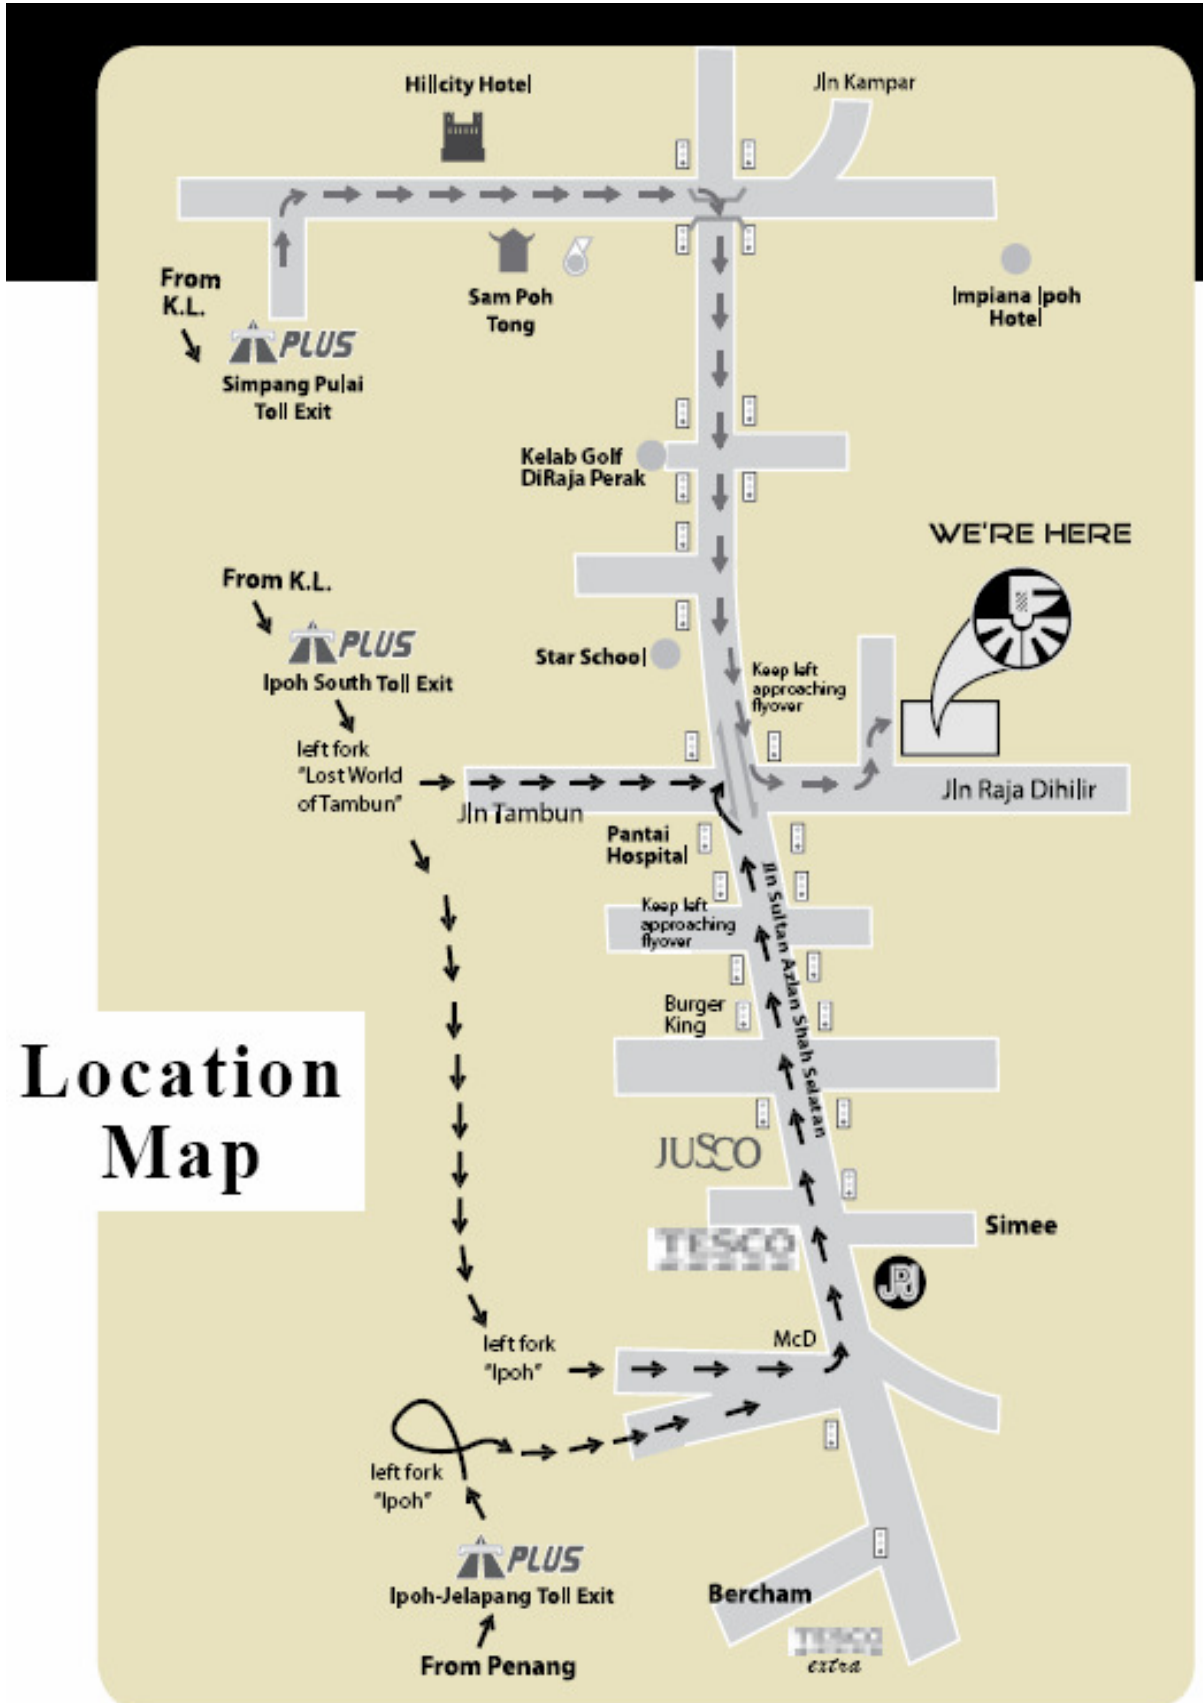 Hillcity Hotel
Jln Kampar
From
K.L.
Sam Poh
Tong
Impiana Ipoh
Hotel
PLUS
Simpang Pulai
Toll Exit
Kelab Golf
DiRaja Perak
WE'RE HERE
From K.L.
PLUS
Ipoh South Toll Exit
Star School
Keep left
approaching
flyover
left fork
"Lost World
of Tambun"
Jln Tambun
Jln Raja Dihilir
Pantai
Hospital
Jln Sultan Azlan Shah Selatan
Keep left
approaching
flyover
Burger
King
Location
Map
JUSCO
Simee
TESCO
JPJ
McD
left fork
"Ipoh"
left fork
"Ipoh"
PLUS
Ipoh-Jelapang Toll Exit
From Penang
Bercham
TESCO
extra